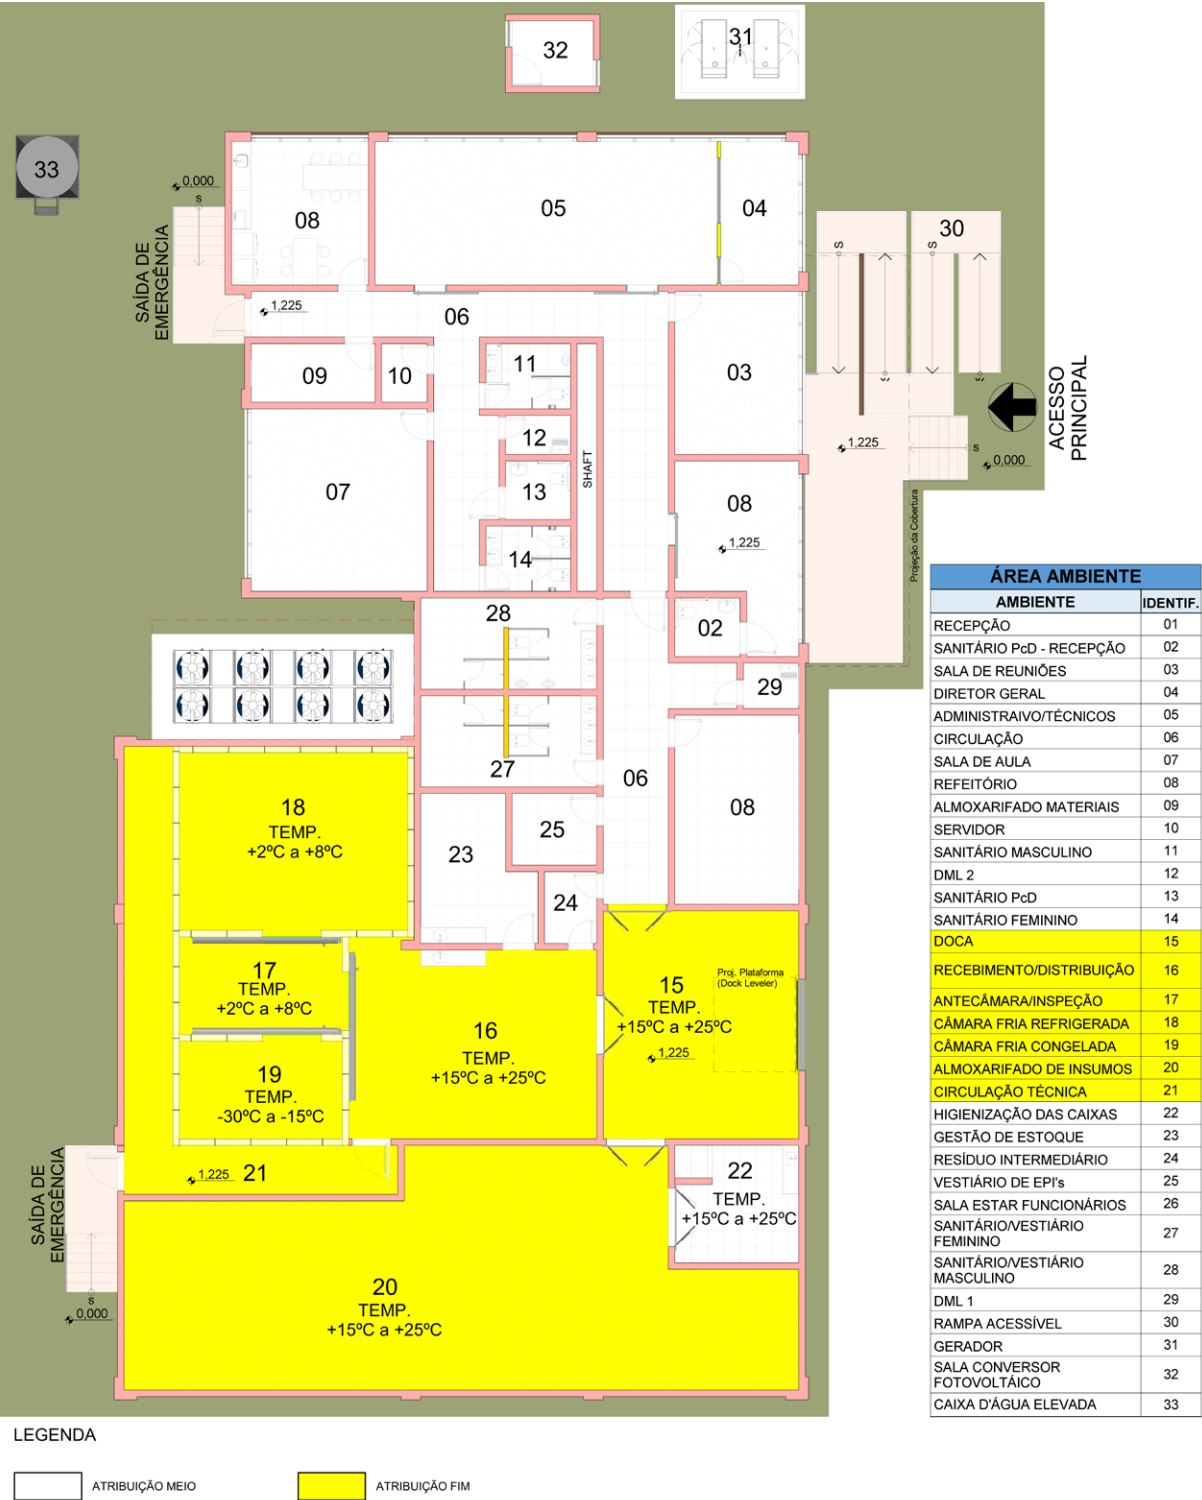 32
31
33
0,000
S
SAÍDA DE
EMERGÊNCIA
08
05
04
30
S
S
1,225
06
03
S
S
ACESSO
PRINCIPAL
09
10
11
12
13
14
SHAFT
07
08
1,225
1,225
S
0,000
Projeção da Cobertura
28
02
29
27
06
08
18
TEMP.
+2ºC a +8ºC
23
25
24
17
TEMP.
+2ºC a +8ºC
16
TEMP.
+15ºC a +25ºC
15
TEMP.
+15ºC a +25ºC
1,225
Proj. Plataforma
(Dock Leveler)
19
TEMP.
-30ºC a -15ºC
SAÍDA DE
EMERGÊNCIA
1,225
21
22
TEMP.
+15ºC a +25ºC
S
0,000
20
TEMP.
+15ºC a +25ºC
ÁREA AMBIENTE
AMBIENTE IDENTIF.
RECEPÇÃO 01
SANITÁRIO PcD - RECEPÇÃO 02
SALA DE REUNIÕES 03
DIRETOR GERAL 04
ADMINISTRAIVO/TÉCNICOS 05
CIRCULAÇÃO 06
SALA DE AULA 07
REFEITÓRIO 08
ALMOXARIFADO MATERIAIS 09
SERVIDOR 10
SANITÁRIO MASCULINO 11
DML 2 12
SANITÁRIO PcD 13
SANITÁRIO FEMININO 14
DOCA 15
RECEBIMENTO/DISTRIBUIÇÃO 16
ANTECÂMARA/INSPEÇÃO 17
CÂMARA FRIA REFRIGERADA 18
CÂMARA FRIA CONGELADA 19
ALMOXARIFADO DE INSUMOS 20
CIRCULAÇÃO TÉCNICA 21
HIGIENIZAÇÃO DAS CAIXAS 22
GESTÃO DE ESTOQUE 23
RESÍDUO INTERMEDIÁRIO 24
VESTIÁRIO DE EPI's 25
SALA ESTAR FUNCIONÁRIOS 26
SANITÁRIO/VESTIÁRIO
FEMININO 27
SANITÁRIO/VESTIÁRIO
MASCULINO 28
DML 1 29
RAMPA ACESSÍVEL 30
GERADOR 31
SALA CONVERSOR
FOTOVOLTÁICO 32
CAIXA D'ÁGUA ELEVADA 33
LEGENDA
ATRIBUIÇÃO MEIO
ATRIBUIÇÃO FIM